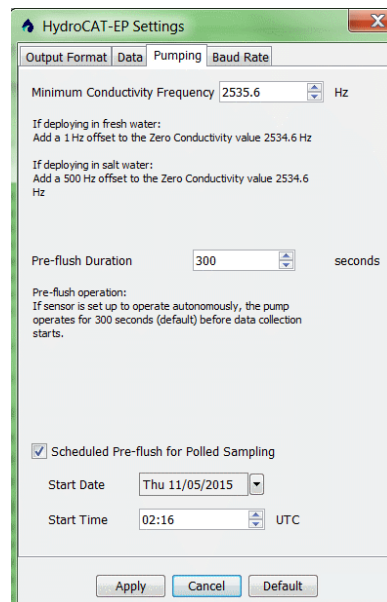 HydroCAT-EP Settings
Output Format Data Pumping Baud Rate
Minimum Conductivity Frequency 2535.6 Hz
If deploying in fresh water:
Add a 1 Hz offset to the Zero Conductivity value 2534.6 Hz
If deploying in salt water:
Add a 500 Hz offset to the Zero Conductivity value 2534.6
Hz
Pre-flush Duration 300 seconds
Pre-flush operation:
If sensor is set up to operate autonomously, the pump
operates for 300 seconds (default) before data collection
starts.
Scheduled Pre-flush for Polled Sampling
Start Date Thu 11/05/2015
Start Time 02:16 UTC
Apply Cancel Default